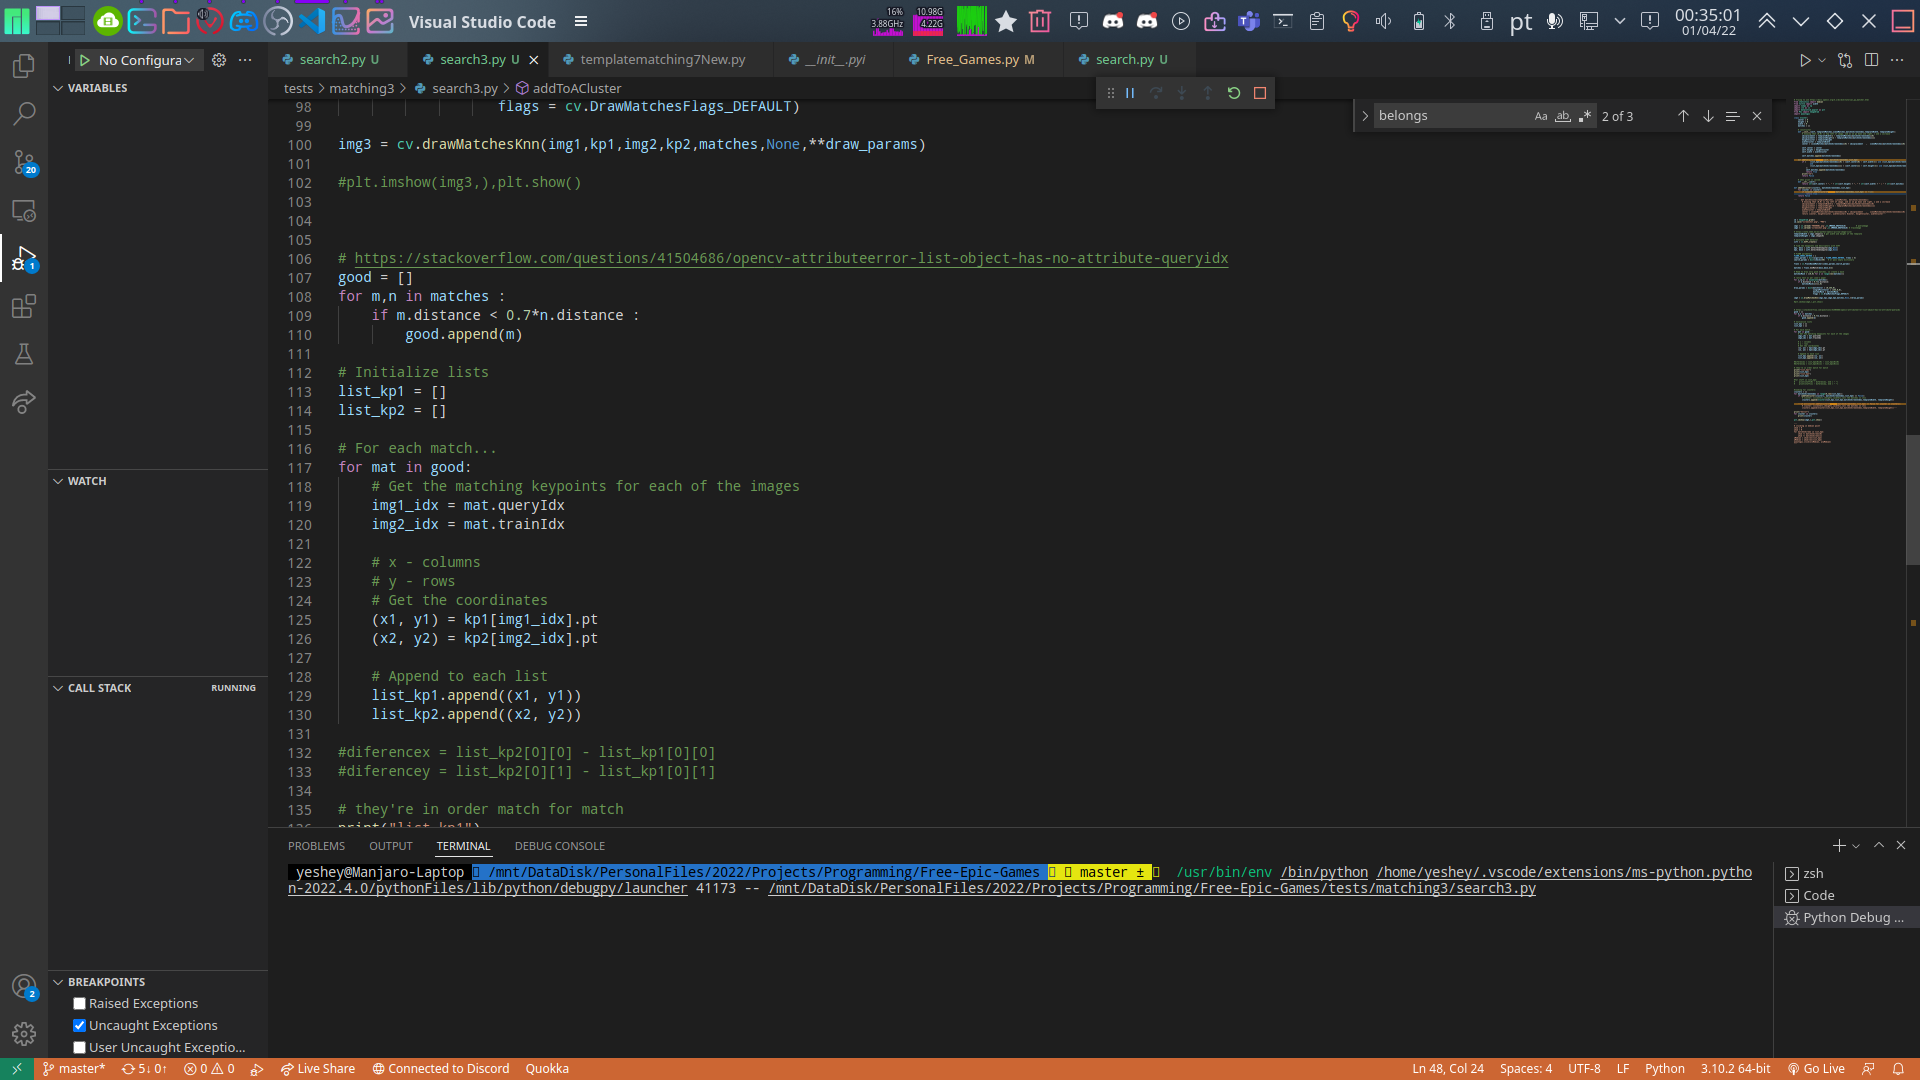 Visual Studio Code
16%
3.88GHz
10.98G
4.22G
pt
00:35:01
01/04/22
No Configura
search2.py U
search3.py U
templatematching7New.py
__init__.pyi
Free_Games.py M
search.py U
VARIABLES
tests > matching3 > search3.py > addToACluster
belongs
Aa
ab
2 of 3
98 flags = cv.DrawMatchesFlags_DEFAULT)
99
100 img3 = cv.drawMatchesKnn(img1,kp1,img2,kp2,matches,None,**draw_params)
101
102 #plt.imshow(img3,),plt.show()
103
104
105
106 # https://stackoverflow.com/questions/41504686/opencv-attributeerror-list-object-has-no-attribute-queryidx
107 good = []
108 for m,n in matches :
109 if m.distance < 0.7*n.distance :
110 good.append(m)
111
112 # Initialize lists
113 list_kp1 = []
114 list_kp2 = []
115
116 # For each match...
117 for mat in good:
118 # Get the matching keypoints for each of the images
119 img1_idx = mat.queryIdx
120 img2_idx = mat.trainIdx
121
122 # x - columns
123 # y - rows
124 # Get the coordinates
125 (x1, y1) = kp1[img1_idx].pt
126 (x2, y2) = kp2[img2_idx].pt
127
128 # Append to each list
129 list_kp1.append((x1, y1))
130 list_kp2.append((x2, y2))
131
132 #diferencex = list_kp2[0][0] - list_kp1[0][0]
133 #diferencey = list_kp2[0][1] - list_kp1[0][1]
134
135 # they're in order match for match
136 print("list_kp1")
20
1
WATCH
CALL STACK
RUNNING
BREAKPOINTS
Raised Exceptions
Uncaught Exceptions
User Uncaught Exceptio...
2
PROBLEMS
OUTPUT
TERMINAL
DEBUG CONSOLE
yeshey@Manjaro-Laptop /mnt/DataDisk/PersonalFiles/2022/Projects/Programming/Free-Epic-Games master ± /usr/bin/env /bin/python /home/yeshey/.vscode/extensions/ms-python.pytho
n-2022.4.0/pythonFiles/lib/python/debugpy/launcher 41173 -- /mnt/DataDisk/PersonalFiles/2022/Projects/Programming/Free-Epic-Games/tests/matching3/search3.py
zsh
Code
Python Debug ...
master*
5↓ 0↑
0
0
Live Share
Connected to Discord
Quokka
Ln 48, Col 24
Spaces: 4
UTF-8
LF
Python
3.10.2 64-bit
Go Live